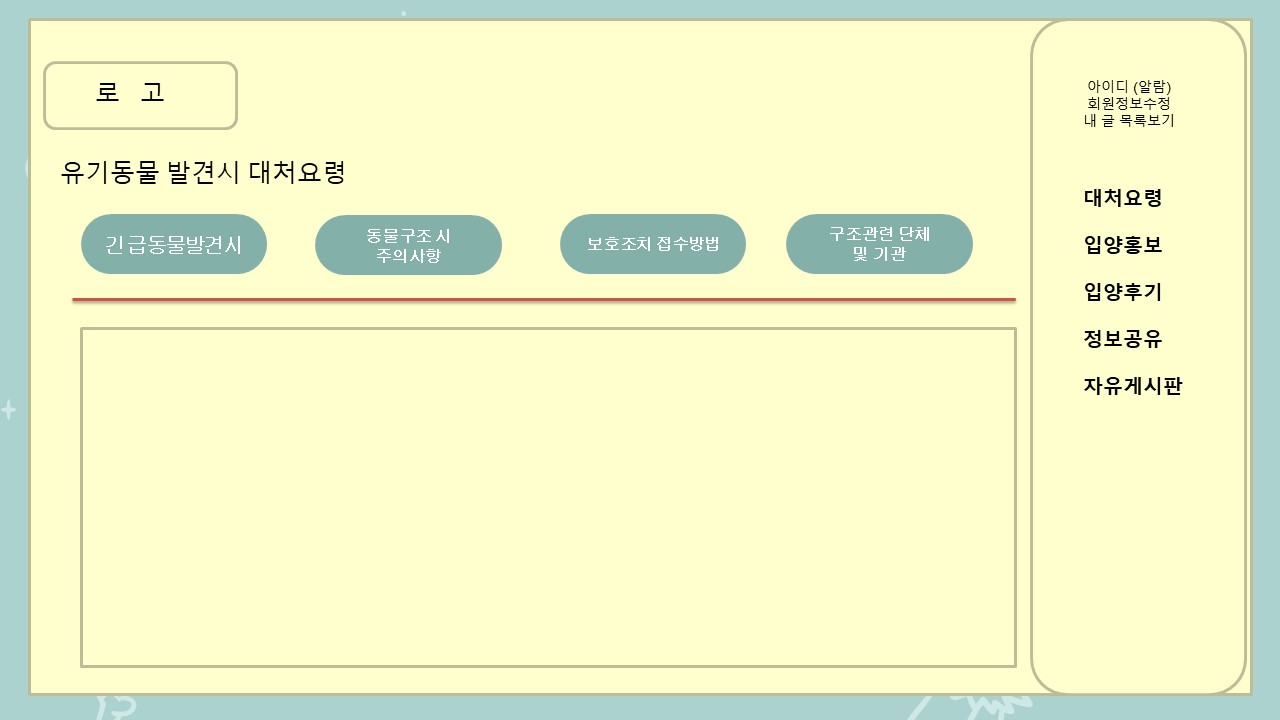 로 고
유기동물 발견시 대처요령
긴급동물발견시
동물구조 시
주의사항
보호조치 접수방법
구조관련 단체
및 기관
아이디 (알람)
회원정보수정
내 글 목록보기
대처요령
입양홍보
입양후기
정보공유
자유게시판